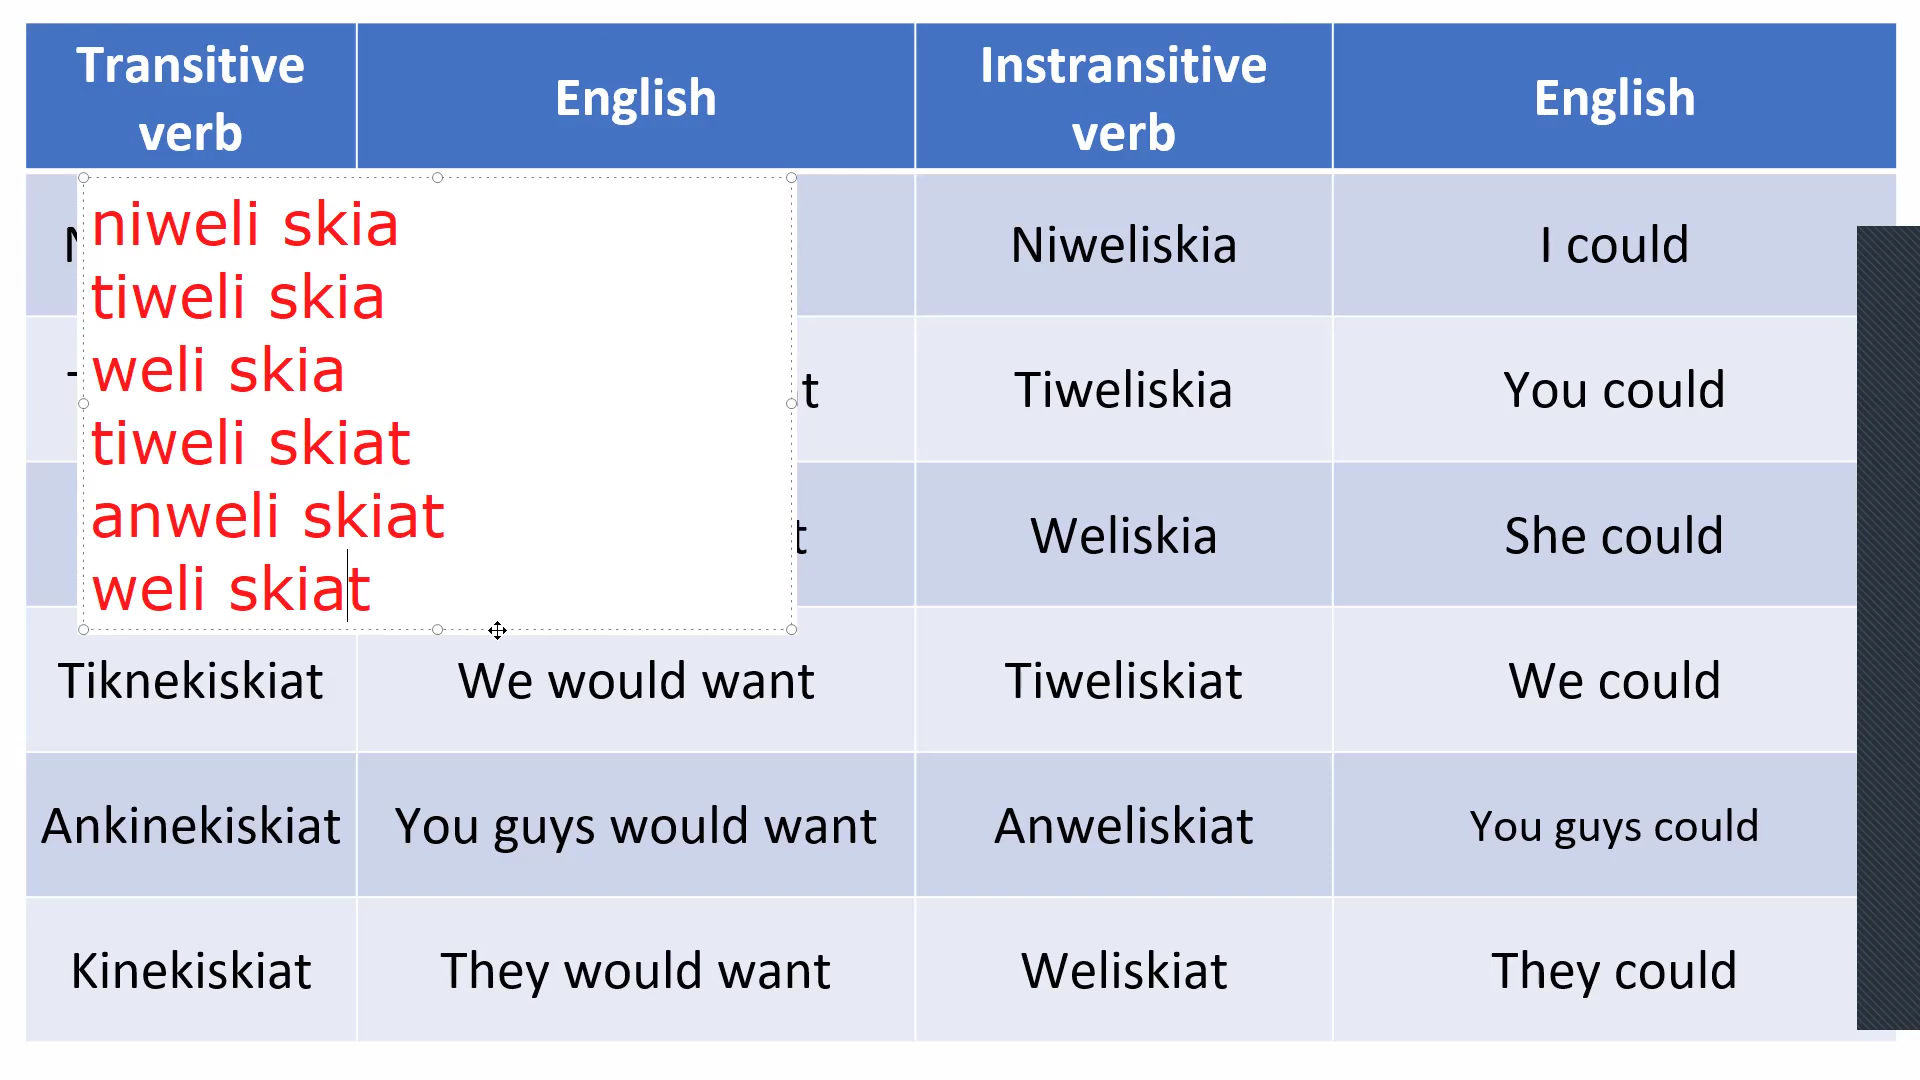 Transitive verb
English
Instransitive verb
English
niweli skia
tiweli skia
weli skia
tiweli skiat
anweli skiat
weli skiat
Niweliskia
I could
Tiweliskia
You could
Weliskia
She could
Tiknekiskiat
We would want
Tiweliskiat
We could
Ankinekiskiat
You guys would want
Anweliskiat
You guys could
Kinekiskiat
They would want
Weliskiat
They could